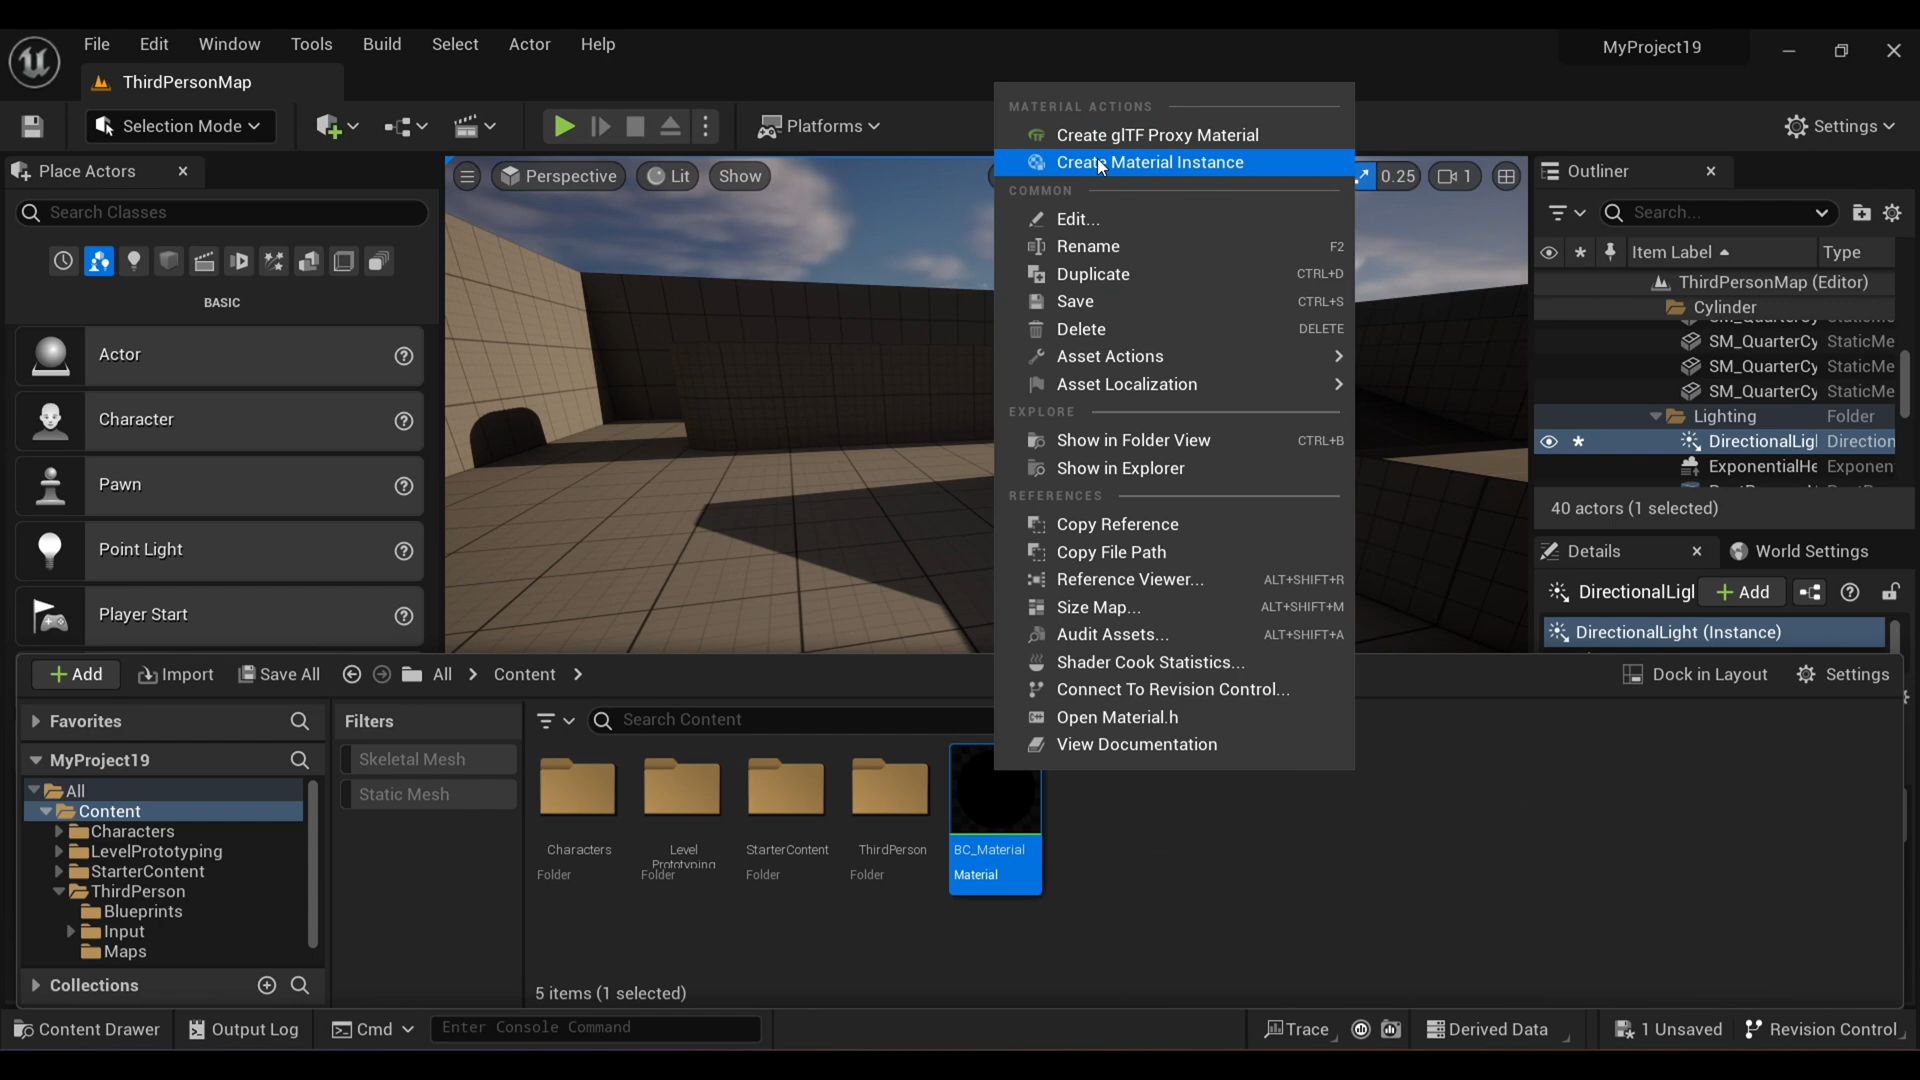 File Edit Window Tools Build Select Actor Help
MyProject19
ThirdPersonMap
Selection Mode
Platforms
Settings
Place Actors
Search Classes
BASIC
Actor
Character
Pawn
Point Light
Player Start
Perspective
Lit
Show
0.25
1
MATERIAL ACTIONS
Create glTF Proxy Material
Create Material Instance
COMMON
Edit...
Rename F2
Duplicate CTRL+D
Save CTRL+S
Delete DELETE
Asset Actions
Asset Localization
EXPLORE
Show in Folder View CTRL+B
Show in Explorer
REFERENCES
Copy Reference
Copy File Path
Reference Viewer... ALT+SHIFT+R
Size Map... ALT+SHIFT+M
Audit Assets... ALT+SHIFT+A
Shader Cook Statistics...
Connect To Revision Control...
Open Material.h
View Documentation
Outliner
Search...
Item Label Type
ThirdPersonMap (Editor)
Cylinder
SM_QuarterCy StaticMe
SM_QuarterCy StaticMe
SM_QuarterCy StaticMe
SM_QuarterCy StaticMe
Lighting Folder
DirectionalLig Direction
ExponentialHe Exponen
40 actors (1 selected)
Details
World Settings
DirectionalLigl
Add
DirectionalLight (Instance)
Add
Import
Save All
All
Content
Dock in Layout
Settings
Favorites
MyProject19
All
Content
Characters
LevelPrototyping
StarterContent
ThirdPerson
Blueprints
Input
Maps
Collections
Filters
Skeletal Mesh
Static Mesh
Search Content
Characters
Folder
Level
Prototyping
Folder
StarterContent
Folder
ThirdPerson
Folder
BC_Material
Material
5 items (1 selected)
Content Drawer
Output Log
Cmd
Enter Console Command
Trace
Derived Data
1 Unsaved
Revision Control